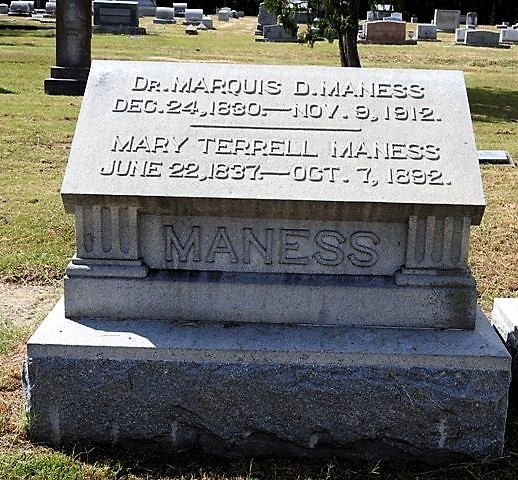 DR. MARQUIS D. MANESS
DEC. 24, 1830.—NOV. 9, 1912.
MARY TERRELL MANESS
JUNE 22, 1837—OCT. 7, 1892.
MANESS